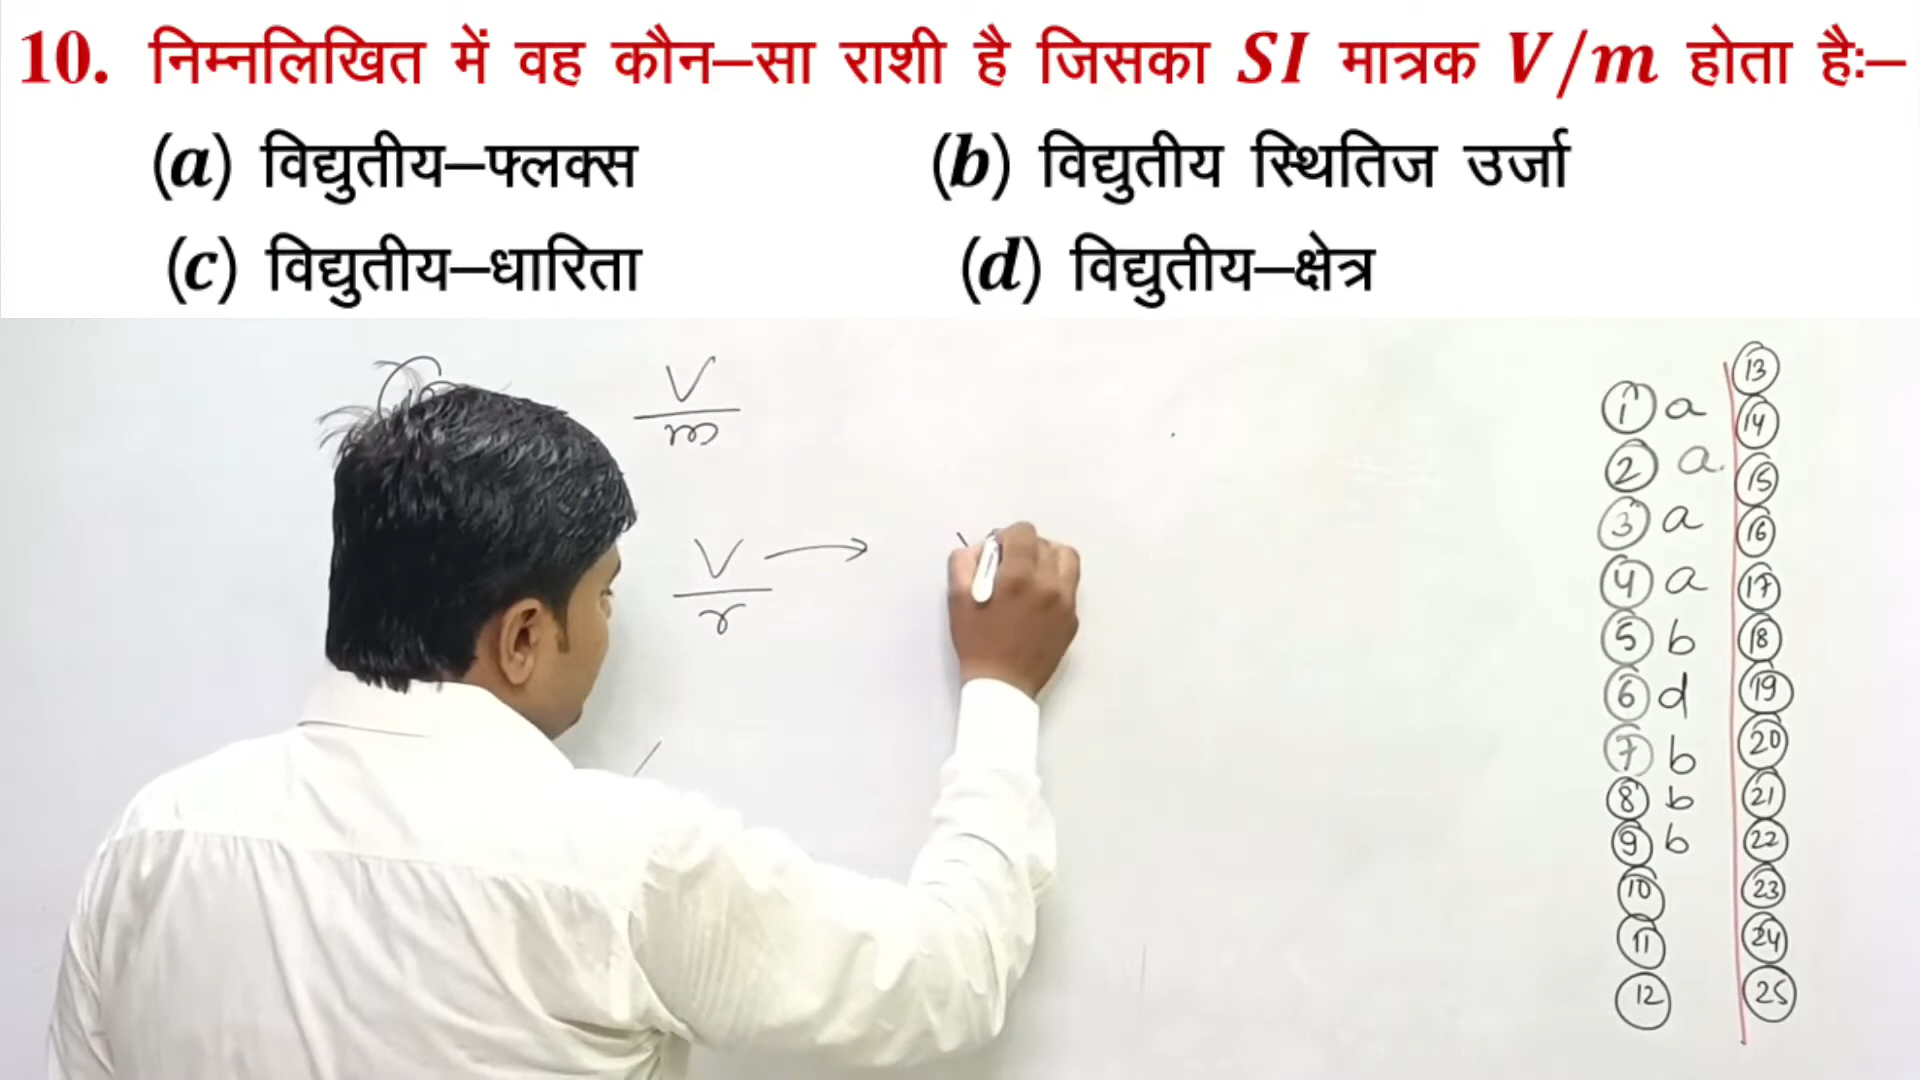 10. निम्नलिखित में वह कौन–सा राशी है जिसका SI मात्रक V/m होता हैः–
(a) विद्युतीय–फ्लक्स (b) विद्युतीय स्थितिज उर्जा
(c) विद्युतीय–धारिता (d) विद्युतीय–क्षेत्र
V
m
V →
r
1 a
2 a.
3 a
4 a
5 b
6 d
7 b
8 b
9 b
10
11
12
13
14
15
16
17
18
19
20
21
22
23
24
25